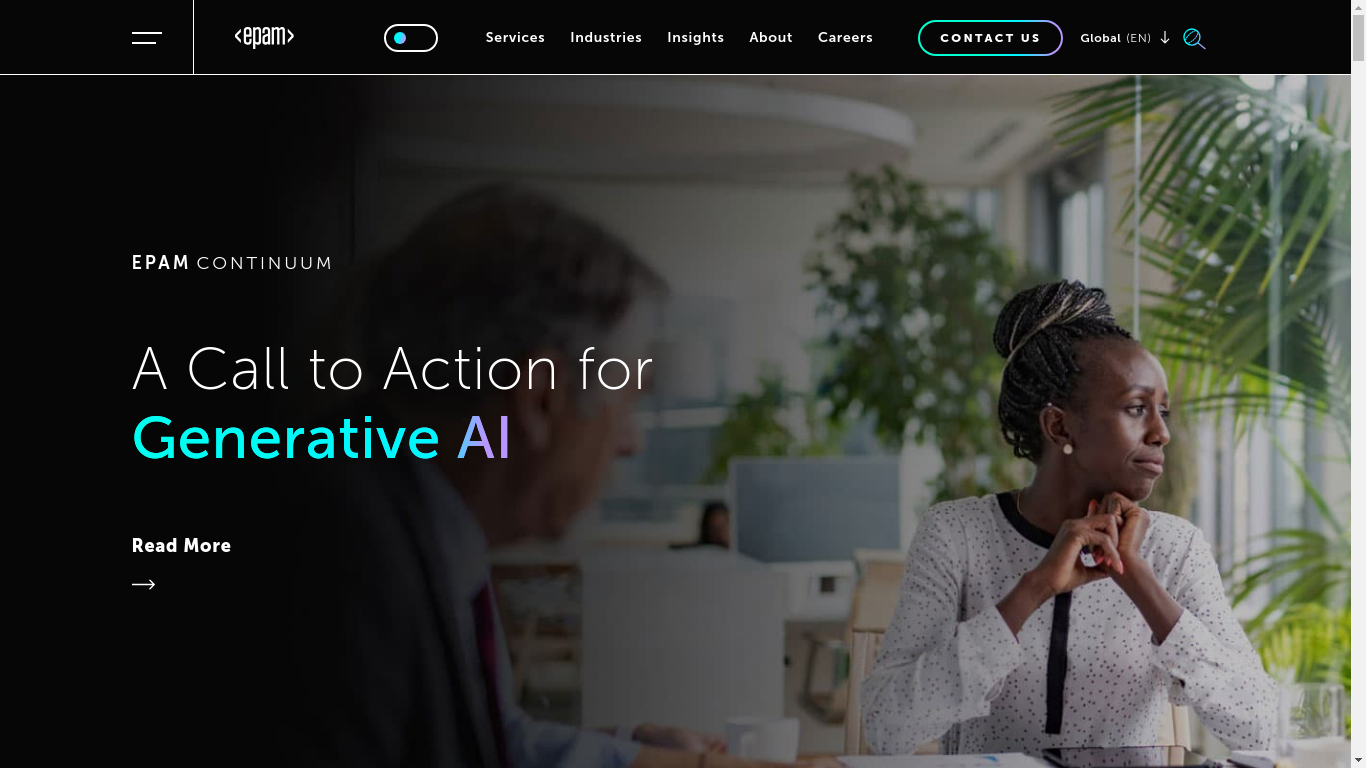 <epam>
Services
Industries
Insights
About
Careers
CONTACT US
Global (EN)
EPAM CONTINUUM
A Call to Action for
Generative AI
Read More